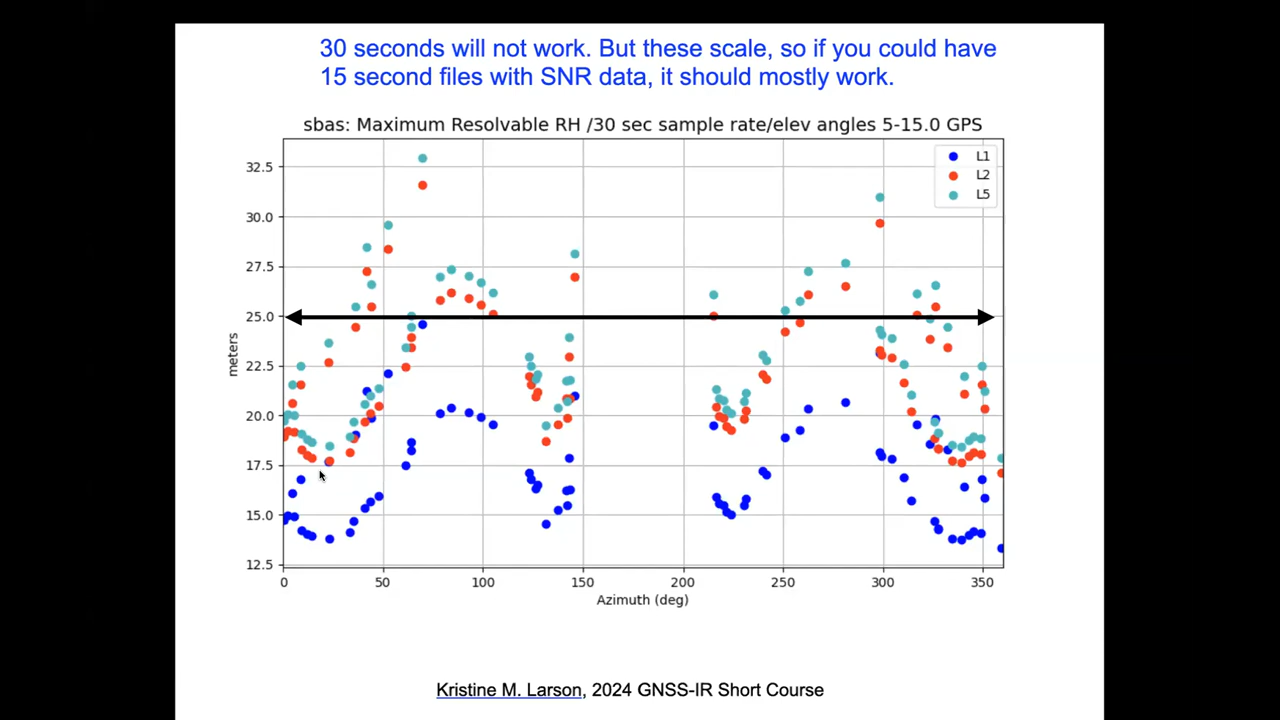 30 seconds will not work. But these scale, so if you could have
15 second files with SNR data, it should mostly work.
sbas: Maximum Resolvable RH /30 sec sample rate/elev angles 5-15.0 GPS
L1
L2
L5
32.5
30.0
27.5
25.0
22.5
20.0
17.5
15.0
12.5
meters
0 50 100 150 200 250 300 350
Azimuth (deg)
Kristine M. Larson, 2024 GNSS-IR Short Course